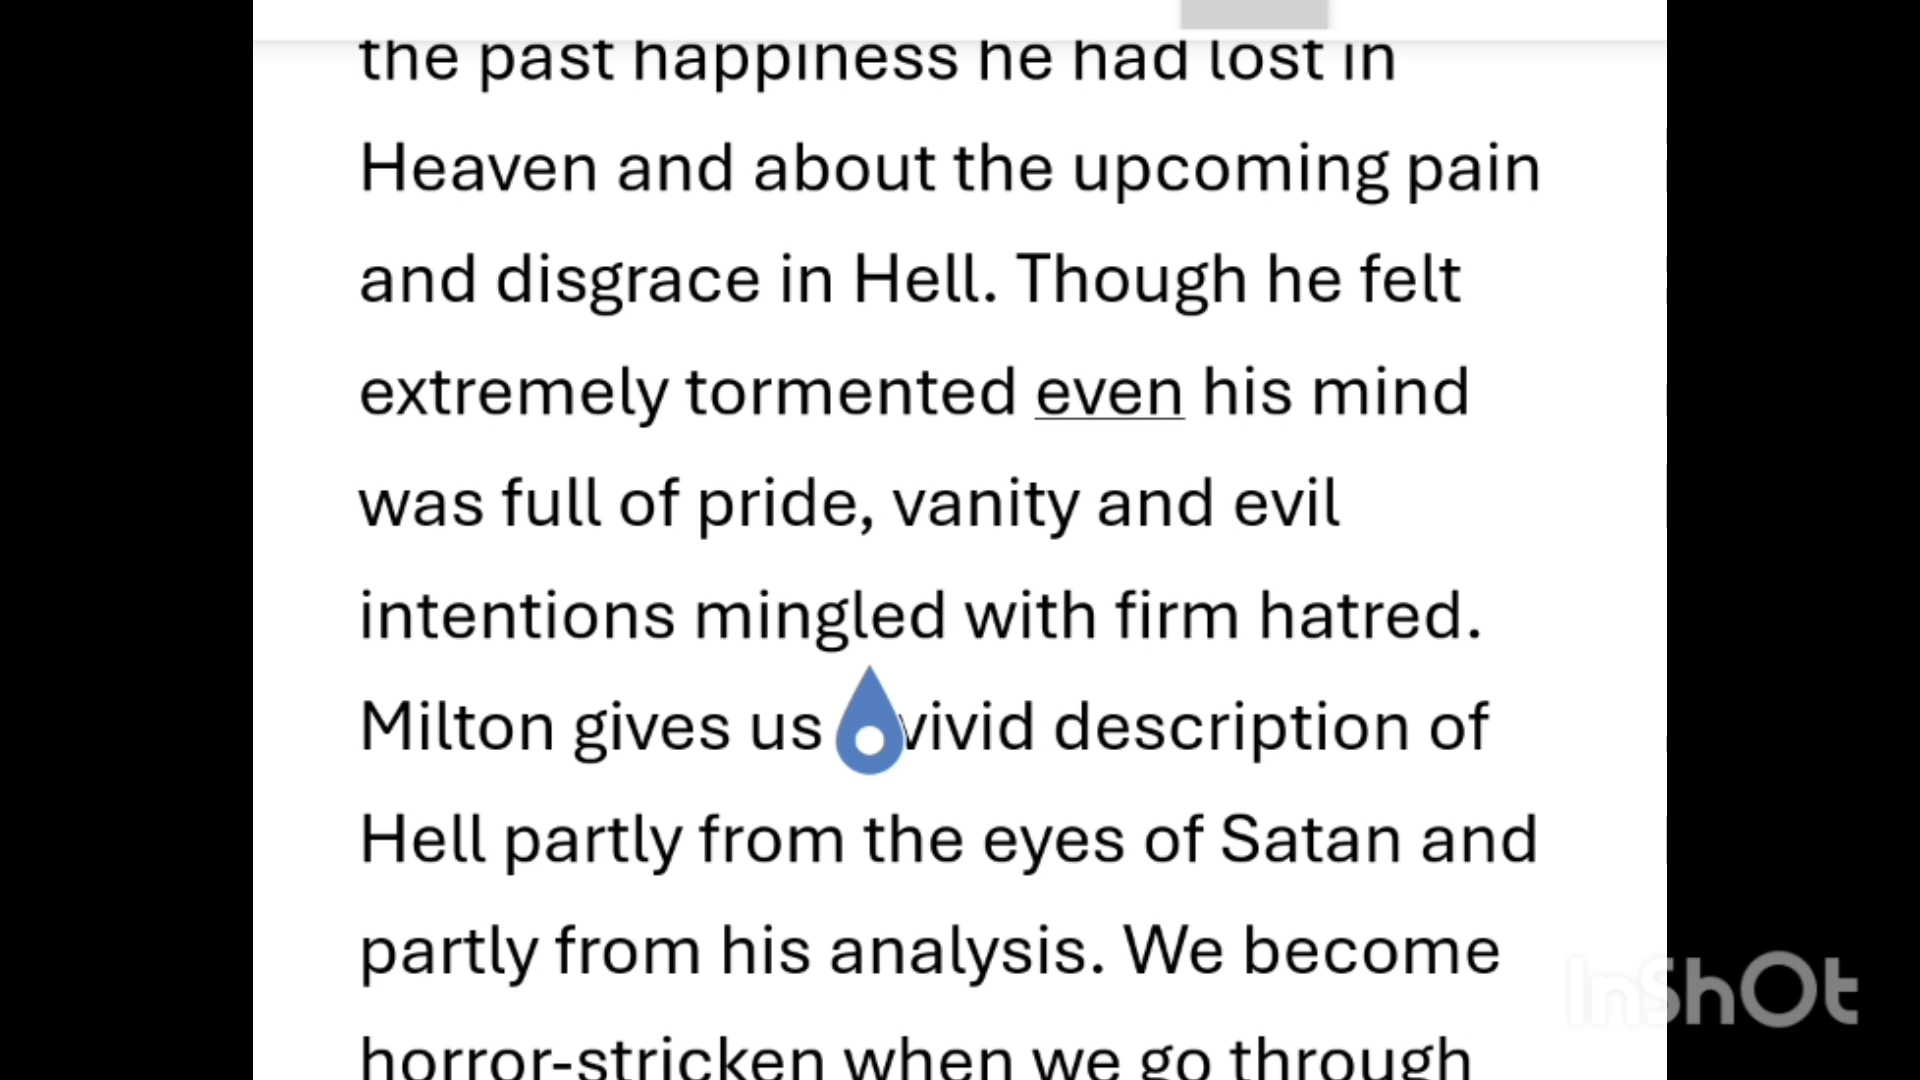 the past happiness he had lost in
Heaven and about the upcoming pain
and disgrace in Hell. Though he felt
extremely tormented even his mind
was full of pride, vanity and evil
intentions mingled with firm hatred.
Milton gives us vivid description of
Hell partly from the eyes of Satan and
partly from his analysis. We become
horror-stricken when we go through
InShOt